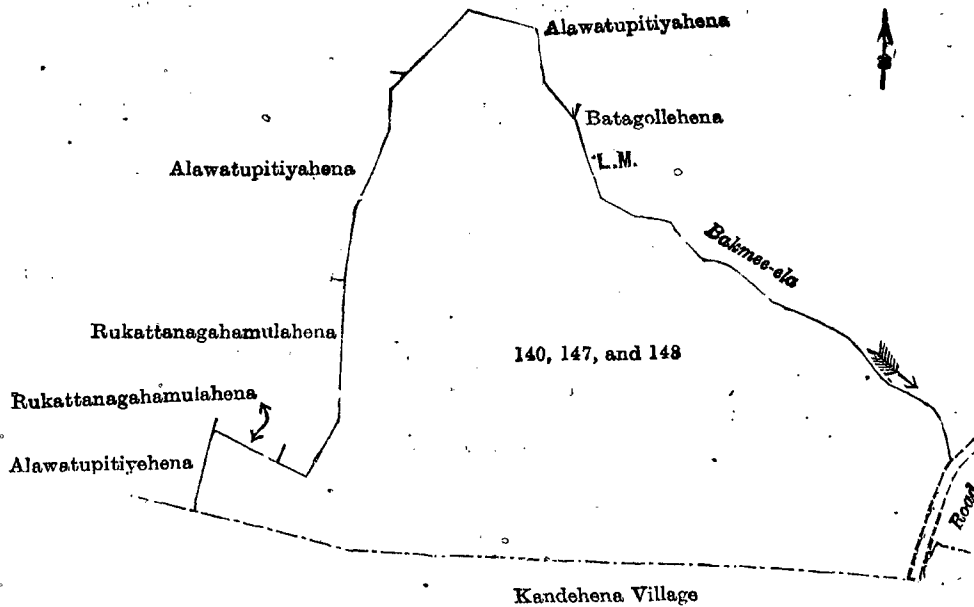 Alawatupitiyahena
Batagollehena
L.M.
Alawatupitiyahena
Bakmee-ela
Rukattanagahamulahena
140, 147, and 148
Rukattanagahamulahena
Alawatupitiyehena
Road
Kandehena Village